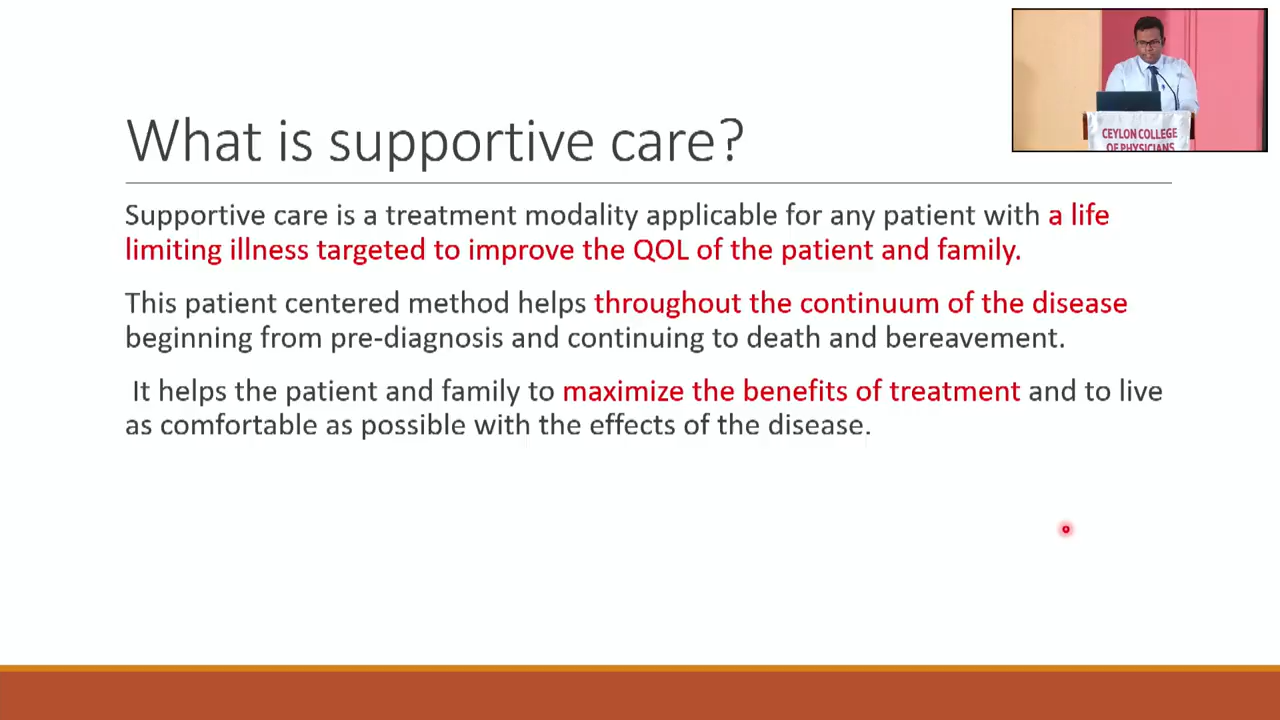 CEYLON COLLEGE
OF PHYSICIANS
What is supportive care?
Supportive care is a treatment modality applicable for any patient with a life
limiting illness targeted to improve the QOL of the patient and family.
This patient centered method helps throughout the continuum of the disease
beginning from pre-diagnosis and continuing to death and bereavement.
It helps the patient and family to maximize the benefits of treatment and to live
as comfortable as possible with the effects of the disease.